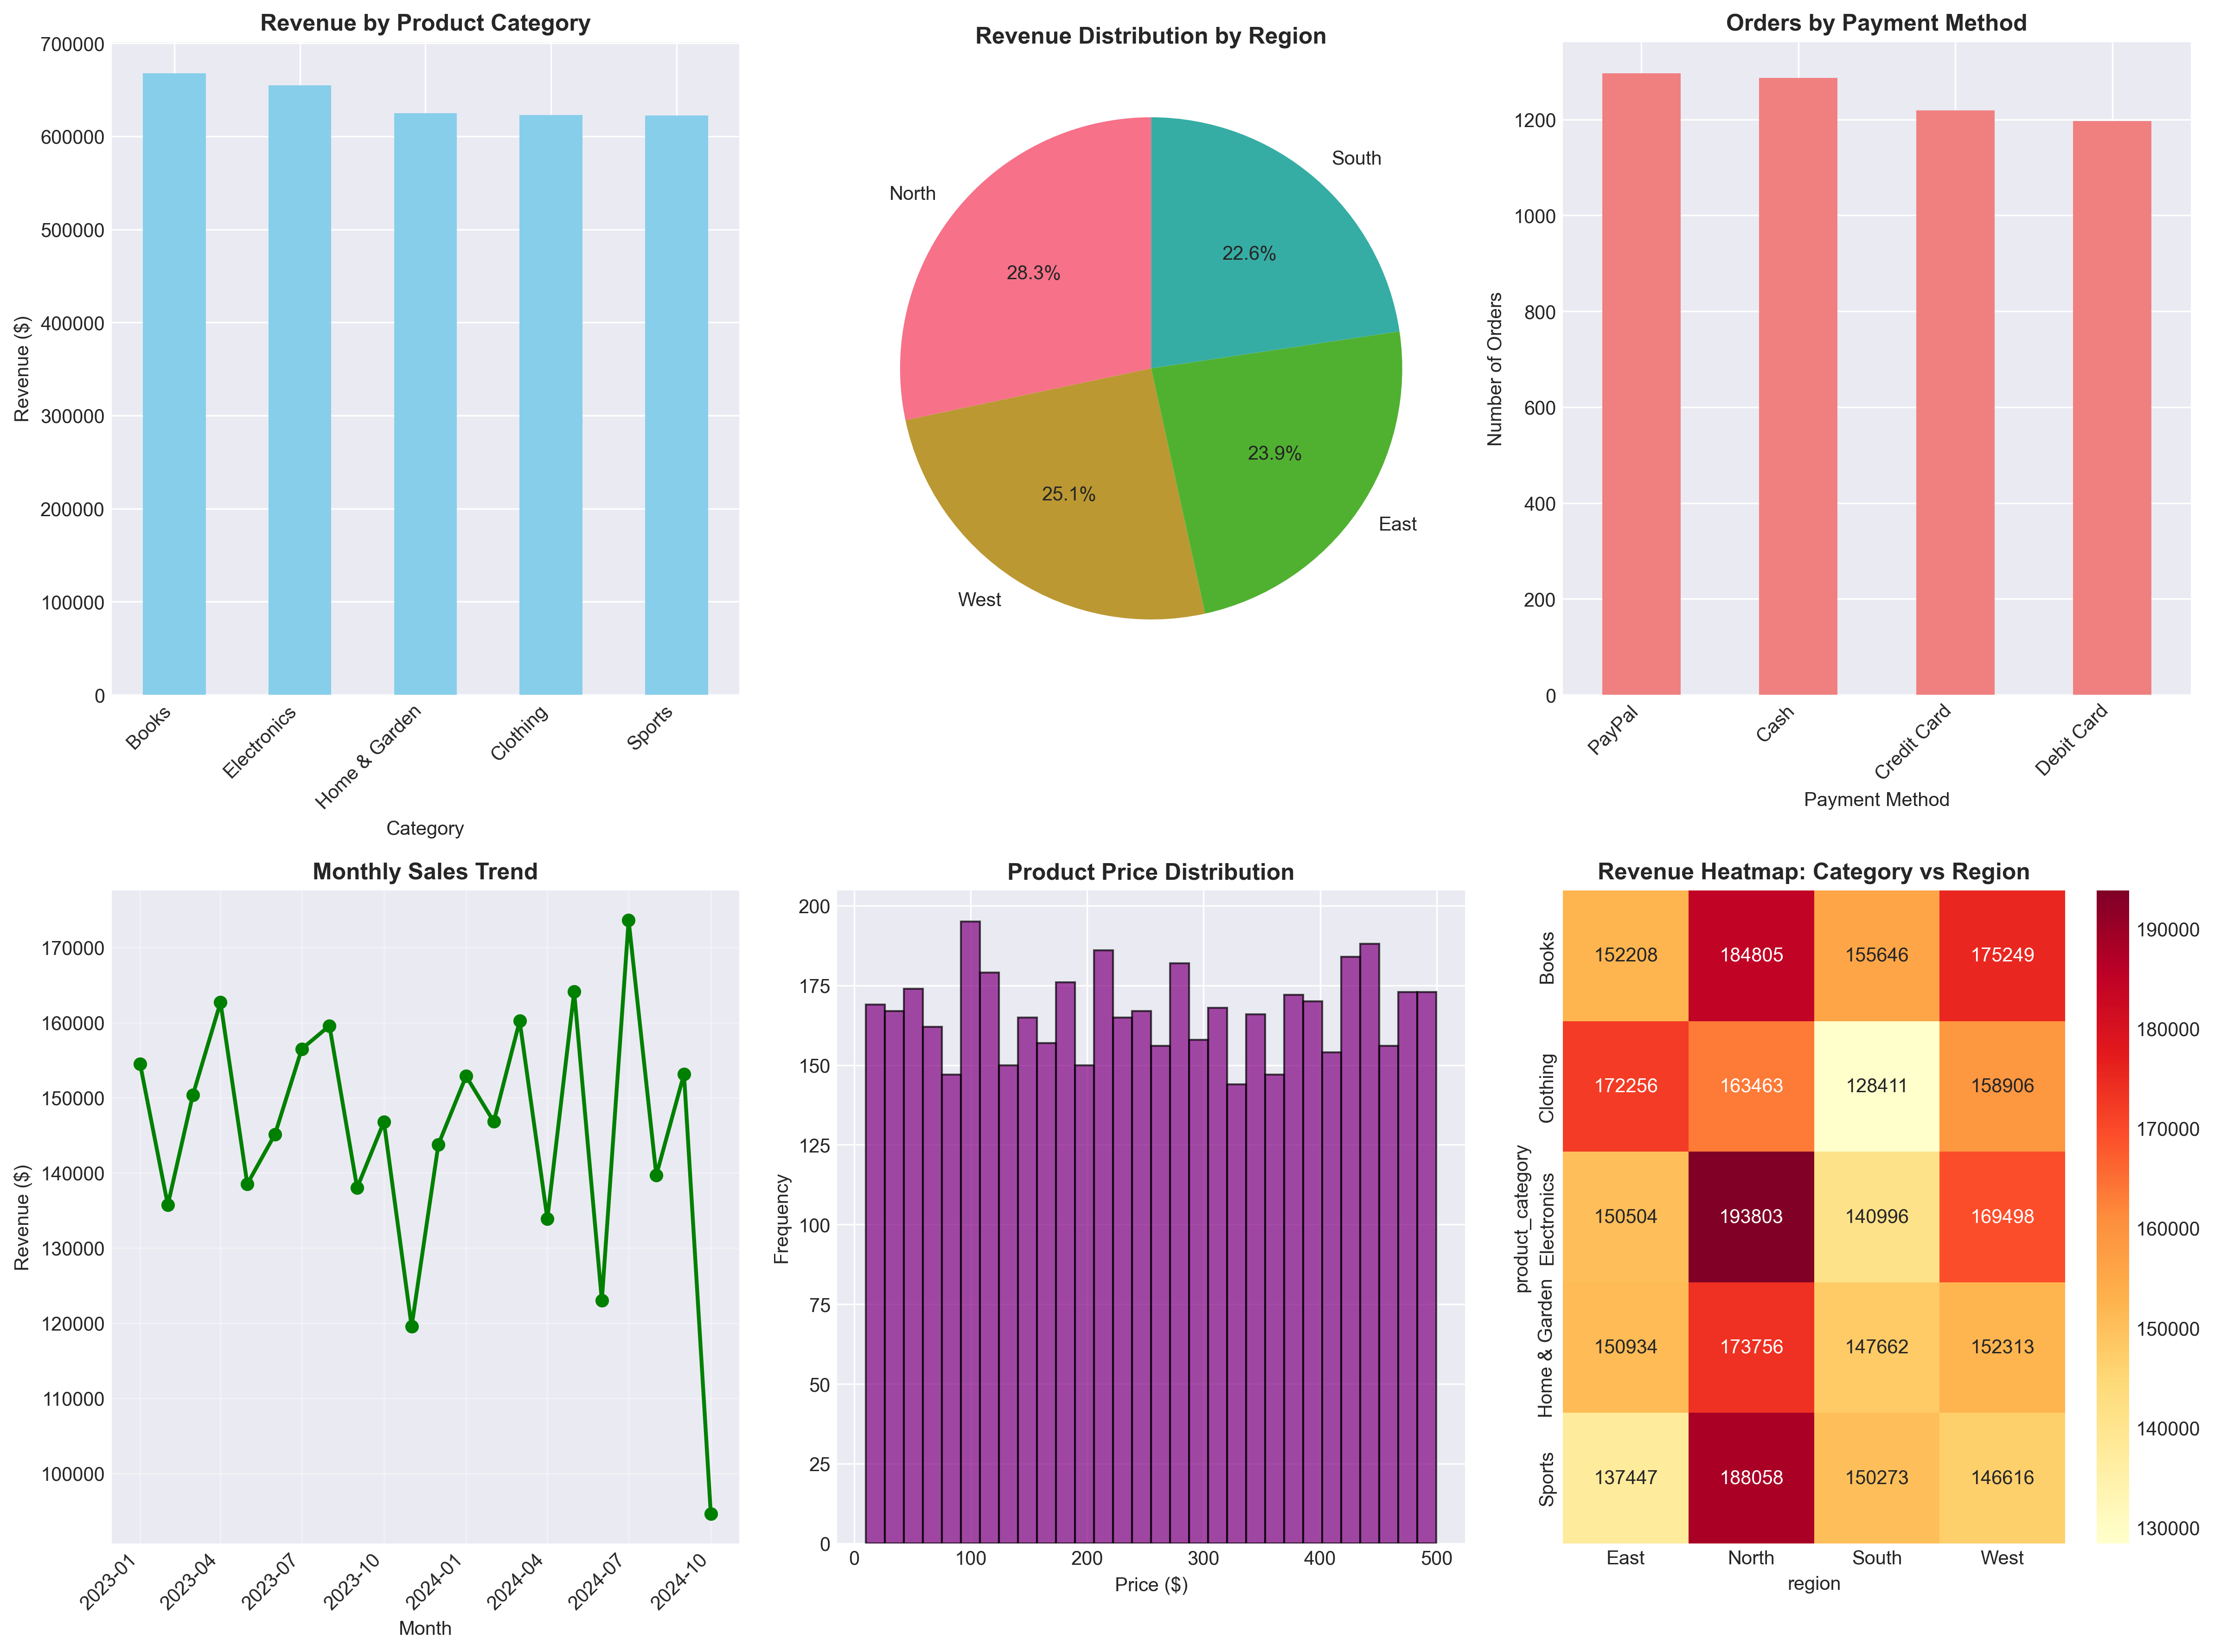 Revenue by Product Category
Revenue ($)
700000
600000
500000
400000
300000
200000
100000
0
Books
Electronics
Home & Garden
Clothing
Sports
Category
Revenue Distribution by Region
North
South
West
East
28.3%
22.6%
25.1%
23.9%
Orders by Payment Method
Number of Orders
1200
1000
800
600
400
200
0
PayPal
Cash
Credit Card
Debit Card
Payment Method
Monthly Sales Trend
Revenue ($)
170000
160000
150000
140000
130000
120000
110000
100000
2023-01
2023-04
2023-07
2023-10
2024-01
2024-04
2024-07
2024-10
Month
Product Price Distribution
Frequency
200
175
150
125
100
75
50
25
0
0
100
200
300
400
500
Price ($)
Revenue Heatmap: Category vs Region
product_category
Books
152208 184805 155646 175249
Clothing
172256 163463 128411 158906
Electronics
150504 193803 140996 169498
Home & Garden
150934 173756 147662 152313
Sports
137447 188058 150273 146616
East
North
South
West
region
190000
180000
170000
160000
150000
140000
130000